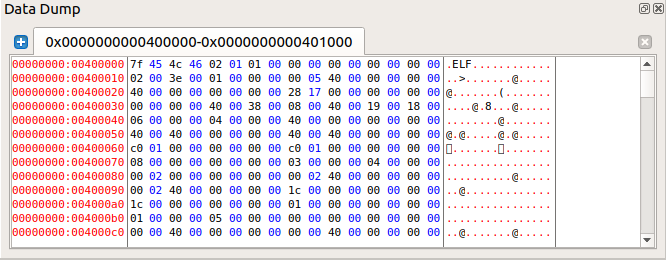 Data Dump
0x0000000000400000-0x0000000000401000
00000000:00400000 7f 45 4c 46 02 01 01 00 00 00 00 00 00 00 00 00 .ELF............
00000000:00400010 02 00 3e 00 01 00 00 00 00 05 40 00 00 00 00 00 ..>.......@.....
00000000:00400020 40 00 00 00 00 00 00 00 28 17 00 00 00 00 00 00 @.......(.......
00000000:00400030 00 00 00 00 40 00 38 00 08 00 40 00 19 00 18 00 ....@.8...@.....
00000000:00400040 06 00 00 00 04 00 00 00 40 00 00 00 00 00 00 00 ........@.......
00000000:00400050 40 00 40 00 00 00 00 00 40 00 40 00 00 00 00 00 @.@.....@.@.....
00000000:00400060 c0 01 00 00 00 00 00 00 c0 01 00 00 00 00 00 00 ▯.......▯.......
00000000:00400070 08 00 00 00 00 00 00 00 03 00 00 00 04 00 00 00 ................
00000000:00400080 00 02 00 00 00 00 00 00 00 02 40 00 00 00 00 00 ..........@.....
00000000:00400090 00 02 40 00 00 00 00 00 1c 00 00 00 00 00 00 00 ..@.............
00000000:004000a0 1c 00 00 00 00 00 00 00 01 00 00 00 00 00 00 00 ................
00000000:004000b0 01 00 00 00 05 00 00 00 00 00 00 00 00 00 00 00 ................
00000000:004000c0 00 00 40 00 00 00 00 00 00 00 40 00 00 00 00 00 ..@.......@.....